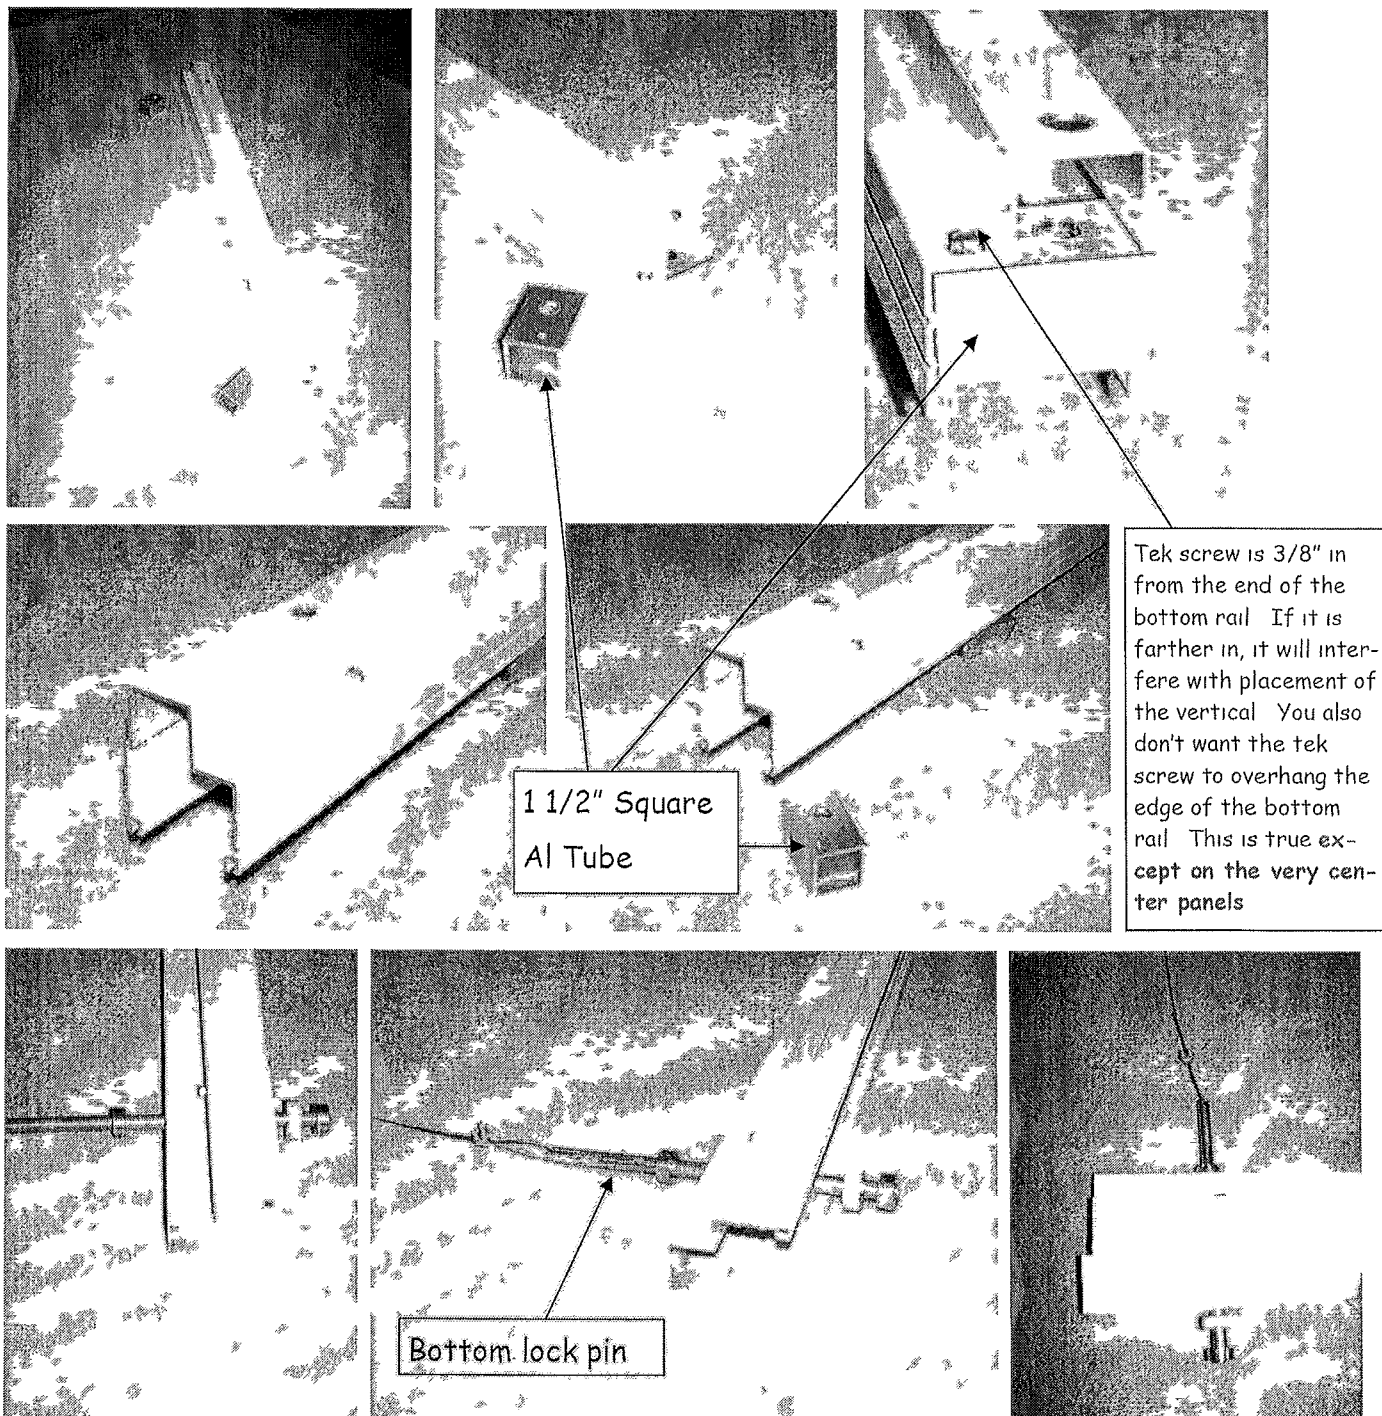 Tek screw is 3/8" in
from the end of the
bottom rail If it is
farther in, it will inter-
fere with placement of
the vertical You also
don't want the tek
screw to overhang the
edge of the bottom
rail This is true ex-
cept on the very cen-
ter panels
1 1/2" Square
Al Tube
Bottom lock pin